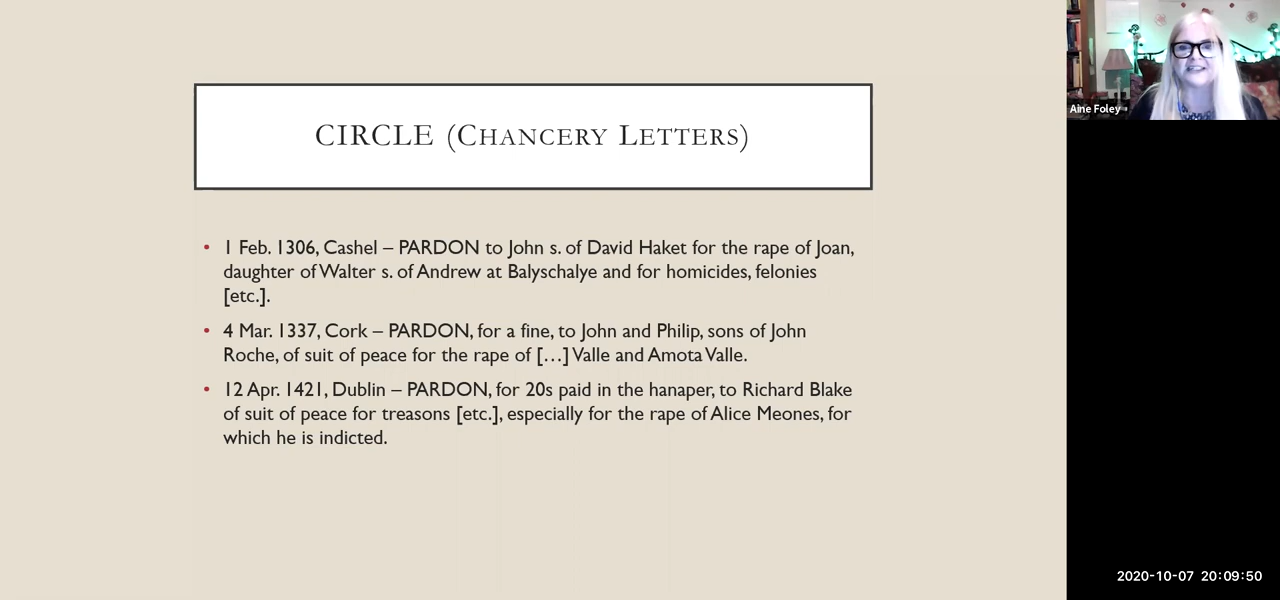 CIRCLE (Chancery Letters)
• 1 Feb. 1306, Cashel – PARDON to John s. of David Haket for the rape of Joan,
daughter of Walter s. of Andrew at Balyschalye and for homicides, felonies
[etc.].
• 4 Mar. 1337, Cork – PARDON, for a fine, to John and Philip, sons of John
Roche, of suit of peace for the rape of […] Valle and Amota Valle.
• 12 Apr. 1421, Dublin – PARDON, for 20s paid in the hanaper, to Richard Blake
of suit of peace for treasons [etc.], especially for the rape of Alice Meones, for
which he is indicted.
Aine Foley
2020-10-07 20:09:50